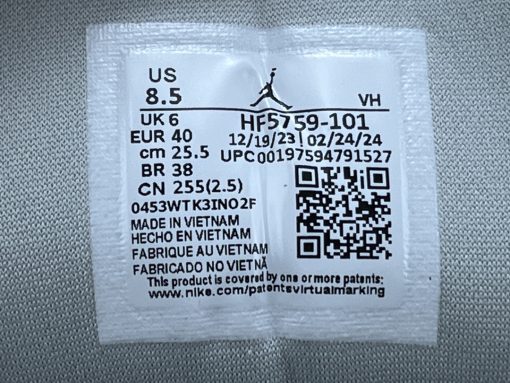 US
8.5 VH
UK 6 HF5759-101
EUR 40 12/19/23 | 02/24/24
cm 25.5 UPC00197594791527
BR 38
CN 255(2.5)
0453WTK3INO2F
MADE IN VIETNAM
HECHO EN VIETNAM
FABRIQUE AU VIETNAM
FABRICADO NO VIETNÃ
This product is covered by one or more patents:
www.nike.com/patentsvirtualmarking